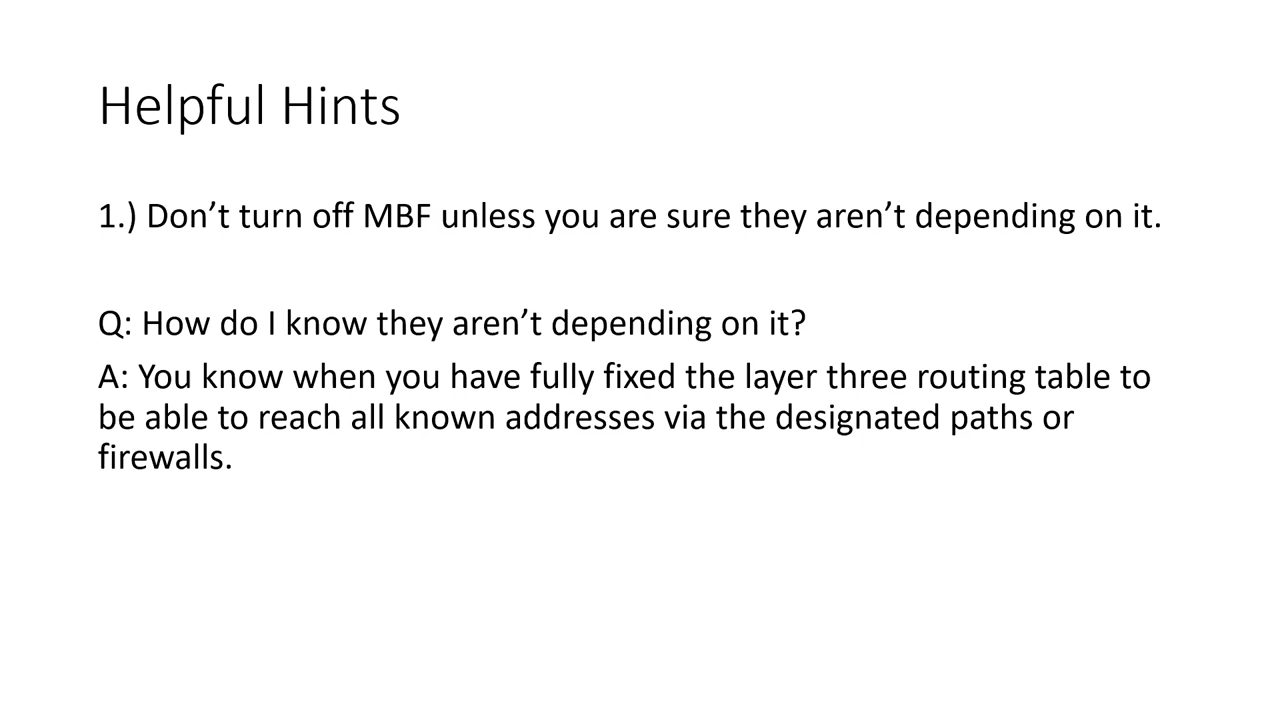 Helpful Hints
1.) Don’t turn off MBF unless you are sure they aren’t depending on it.
Q: How do I know they aren’t depending on it?
A: You know when you have fully fixed the layer three routing table to
be able to reach all known addresses via the designated paths or
firewalls.